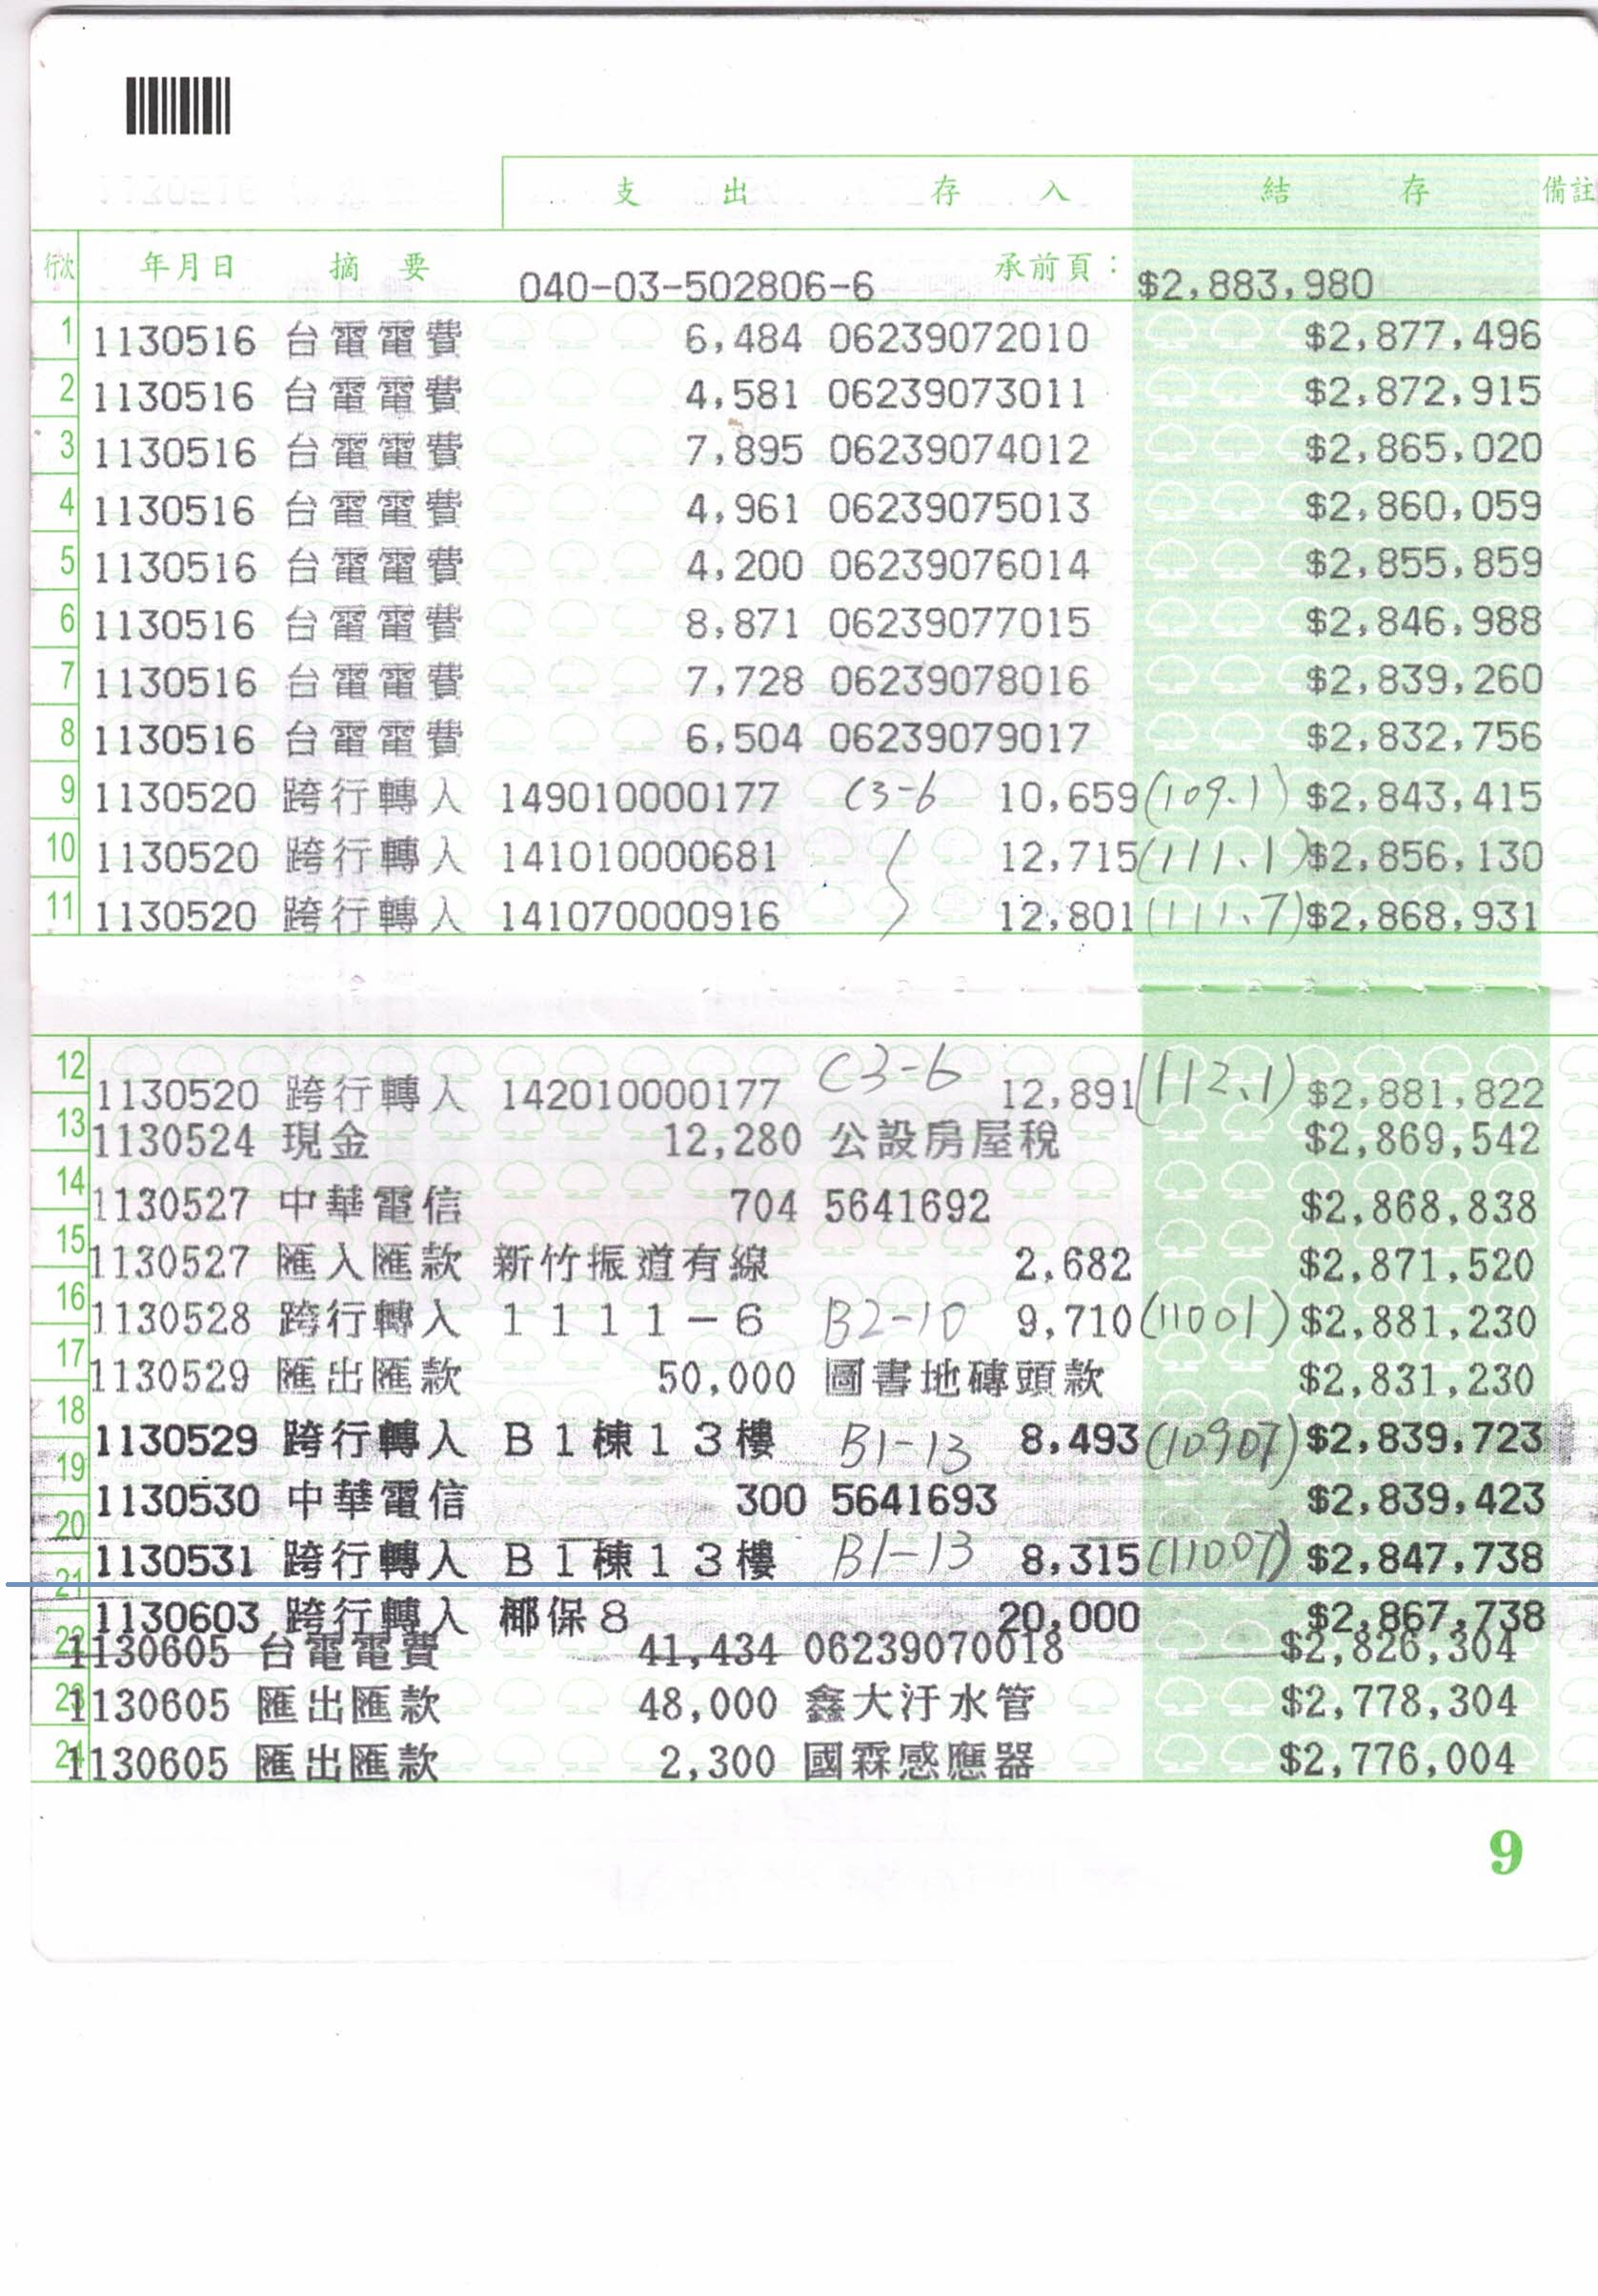 支出 存入 結存 備註
行次 年月日 摘要 040-03-502806-6 承前頁： $2,883,980
1 1130516 台電電費 6,484 06239072010 $2,877,496
2 1130516 台電電費 4,581 06239073011 $2,872,915
3 1130516 台電電費 7,895 06239074012 $2,865,020
4 1130516 台電電費 4,961 06239075013 $2,860,059
5 1130516 台電電費 4,200 06239076014 $2,855,859
6 1130516 台電電費 8,871 06239077015 $2,846,988
7 1130516 台電電費 7,728 06239078016 $2,839,260
8 1130516 台電電費 6,504 06239079017 $2,832,756
9 1130520 跨行轉入 149010000177 C3-6 10,659 (109.1) $2,843,415
10 1130520 跨行轉入 141010000681 12,715 (111.1) $2,856,130
11 1130520 跨行轉入 141070000916 12,801 (111.7) $2,868,931
12 1130520 跨行轉入 142010000177 C3-6 12,891 (112.1) $2,881,822
13 1130524 現金 12,280 公設房屋稅 $2,869,542
14 1130527 中華電信 704 5641692 $2,868,838
15 1130527 匯入匯款 新竹振道有線 2,682 $2,871,520
16 1130528 跨行轉入 １１１１－６ B2-10 9,710 (11001) $2,881,230
17 1130529 匯出匯款 50,000 圖書地磚頭款 $2,831,230
18 1130529 跨行轉入 Ｂ１棟１３樓 B1-13 8,493 (10907) $2,839,723
19 1130530 中華電信 300 5641693 $2,839,423
20 1130531 跨行轉入 Ｂ１棟１３樓 B1-13 8,315 (11007) $2,847,738
21 1130603 跨行轉入 椰保８ 20,000 $2,867,738
22 1130605 台電電費 41,434 06239070018 $2,826,304
23 1130605 匯出匯款 48,000 鑫大汙水管 $2,778,304
24 1130605 匯出匯款 2,300 國霖感應器 $2,776,004
9